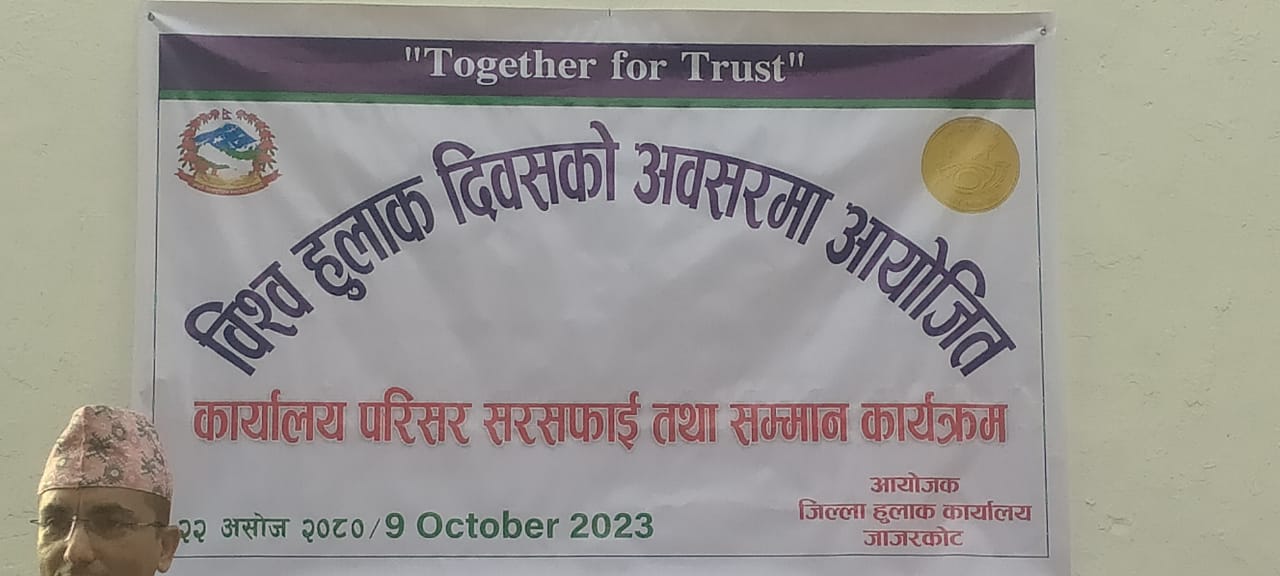 "Together for Trust"
विश्व हुलाक दिवसको अवसरमा आयोजित
कार्यालय परिसर सरसफाई तथा सम्मान कार्यक्रम
आयोजक
जिल्ला हुलाक कार्यालय
जाजरकोट
२२ असोज २०८०/9 October 2023